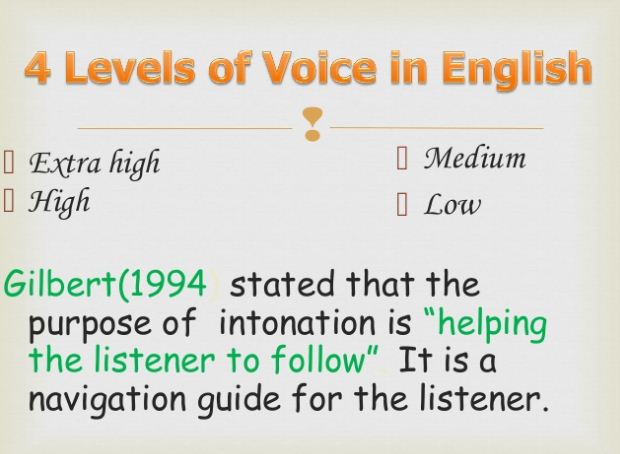 4 Levels of Voice in English
Extra high
High
Medium
Low
Gilbert(1994) stated that the
purpose of intonation is “helping
the listener to follow”. It is a
navigation guide for the listener.